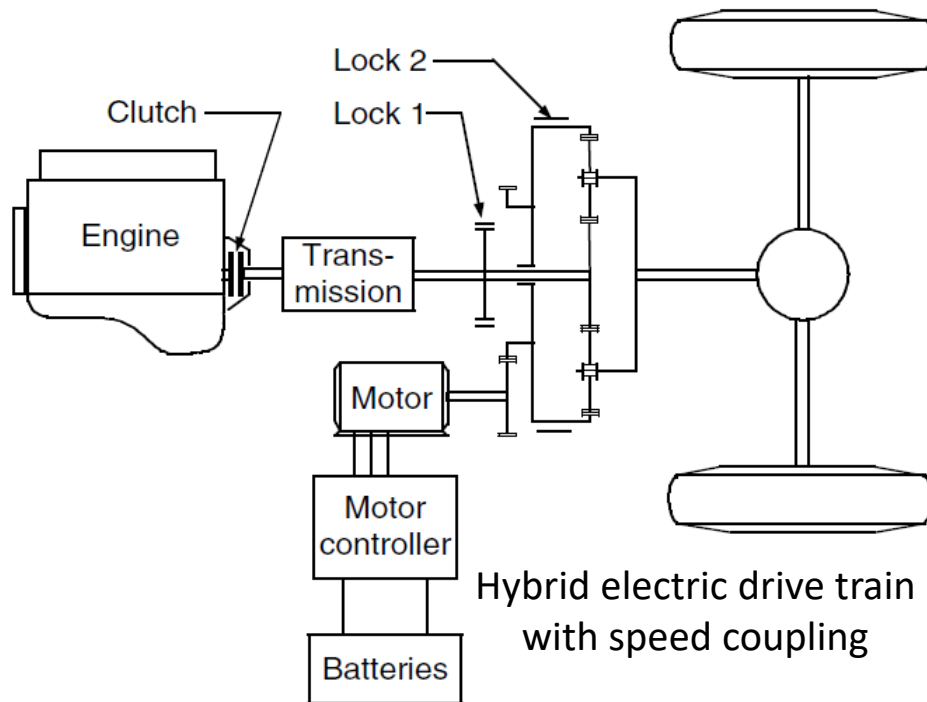 Lock 2
Clutch
Lock 1
Engine
Trans-
mission
Motor
Motor
controller
Batteries
Hybrid electric drive train
with speed coupling